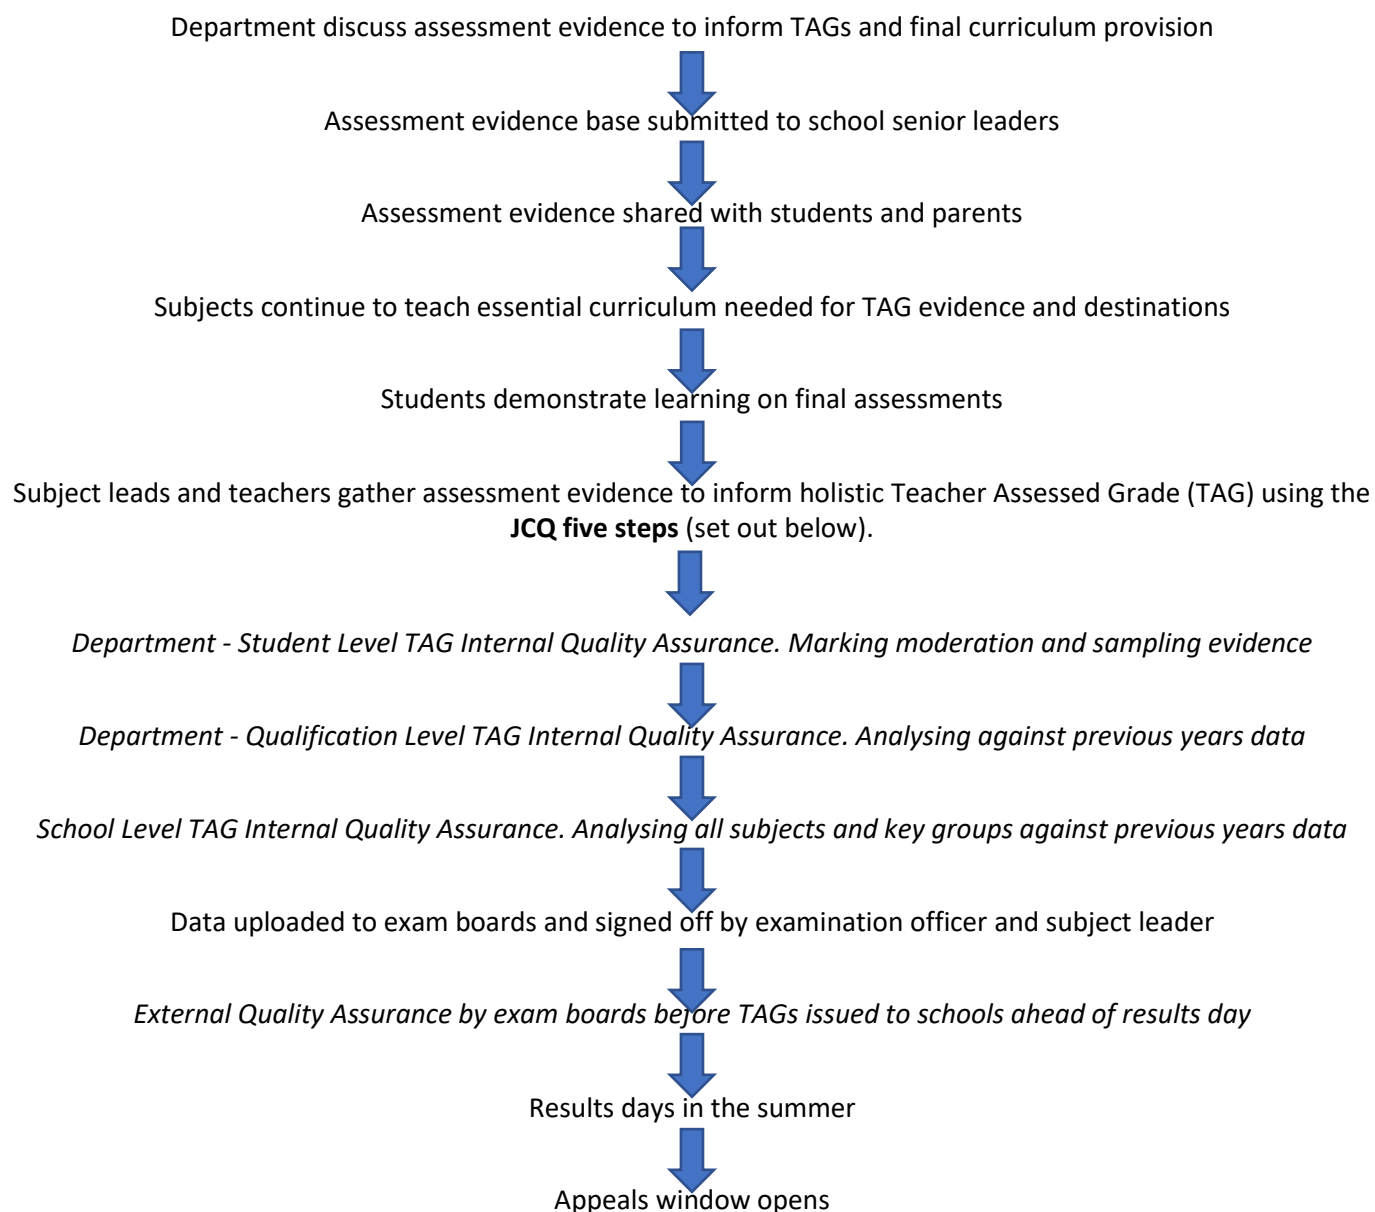 Department discuss assessment evidence to inform TAGs and final curriculum provision
Assessment evidence base submitted to school senior leaders
Assessment evidence shared with students and parents
Subjects continue to teach essential curriculum needed for TAG evidence and destinations
Students demonstrate learning on final assessments
Subject leads and teachers gather assessment evidence to inform holistic Teacher Assessed Grade (TAG) using the
JCQ five steps (set out below).
Department - Student Level TAG Internal Quality Assurance. Marking moderation and sampling evidence
Department - Qualification Level TAG Internal Quality Assurance. Analysing against previous years data
School Level TAG Internal Quality Assurance. Analysing all subjects and key groups against previous years data
Data uploaded to exam boards and signed off by examination officer and subject leader
External Quality Assurance by exam boards before TAGs issued to schools ahead of results day
Results days in the summer
Appeals window opens